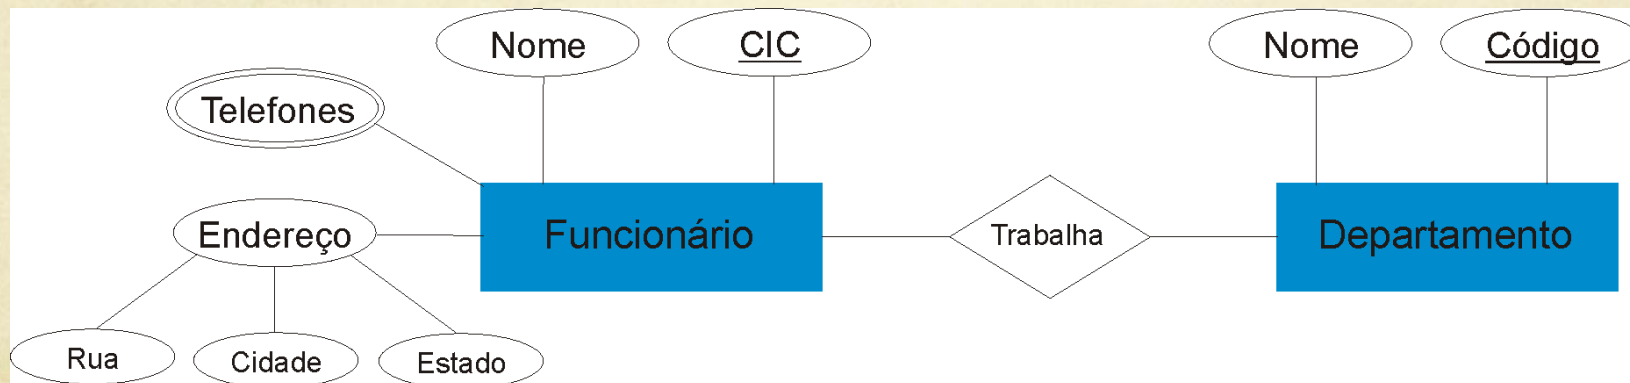 Nome
CIC
Nome
Código
Telefones
Endereço
Funcionário
Trabalha
Departamento
Rua
Cidade
Estado